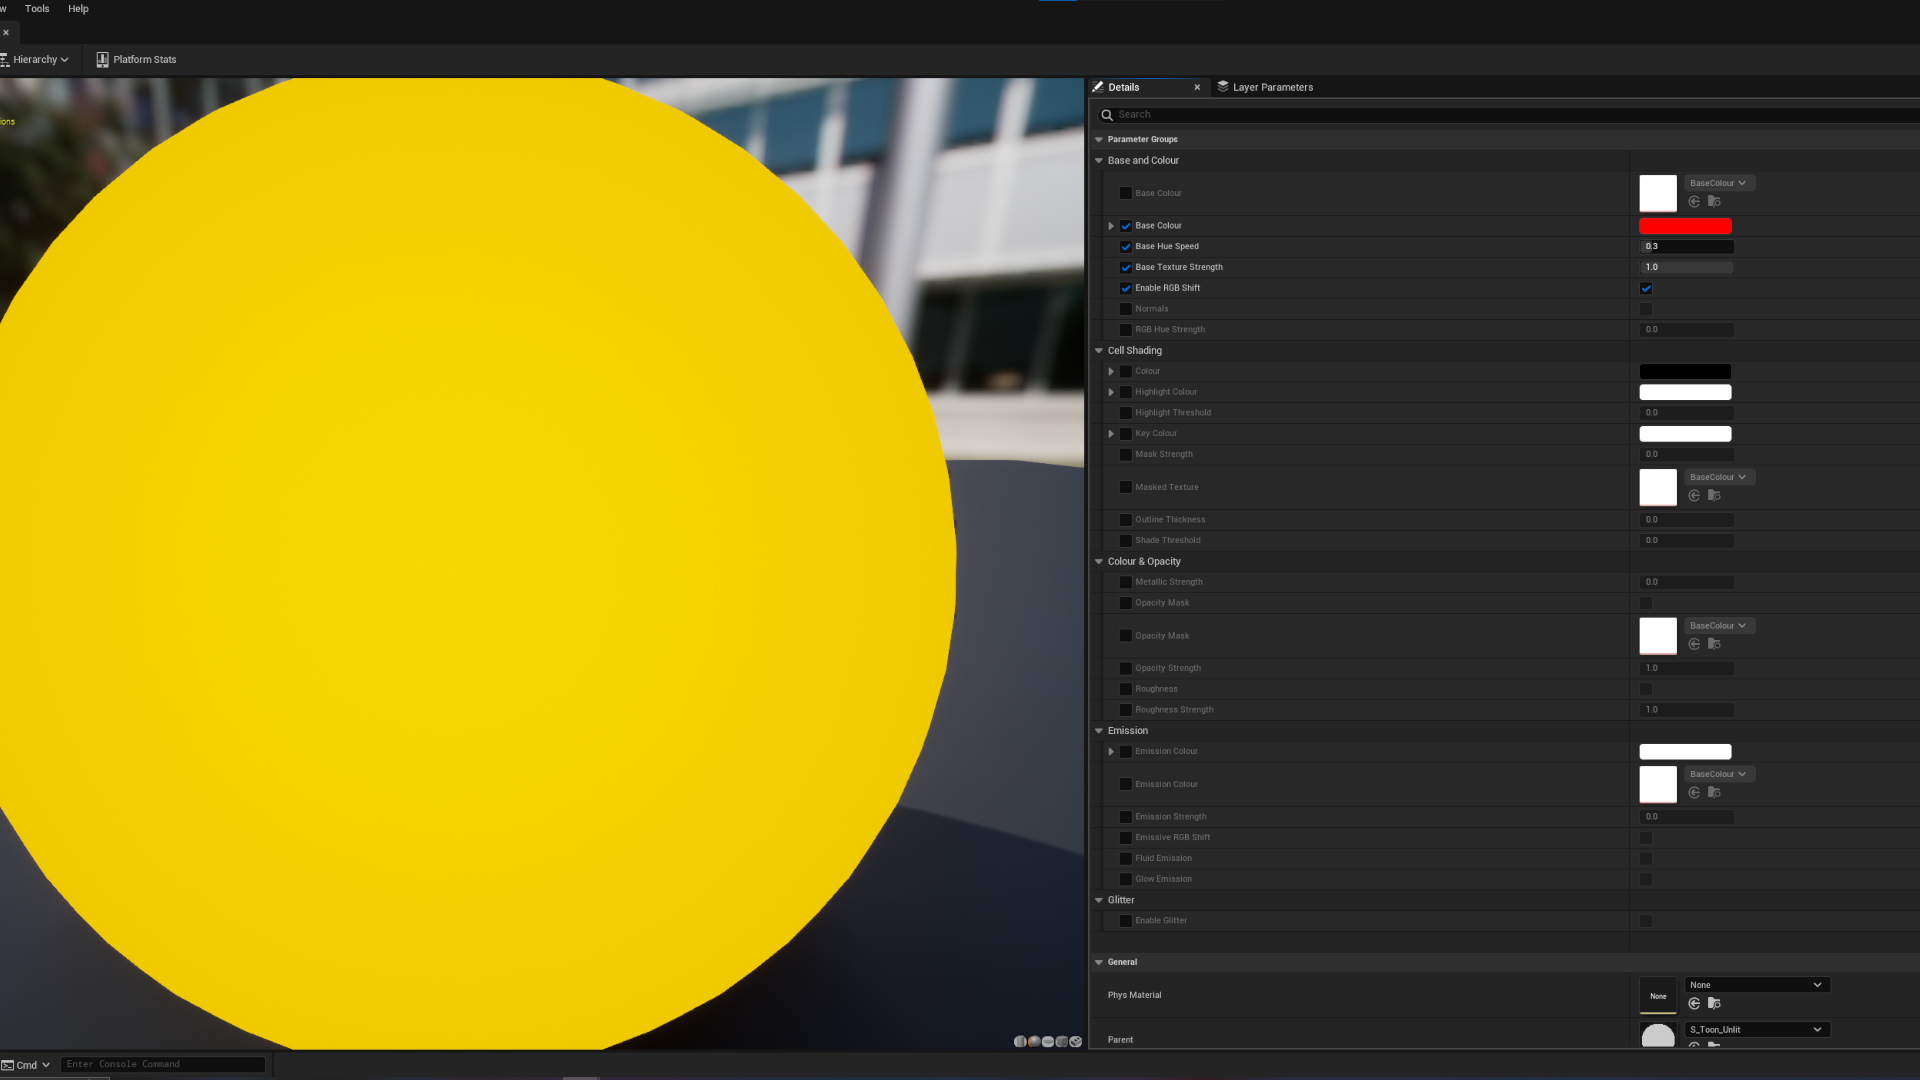 w Tools Help
Hierarchy Platform Stats
ions
Details Layer Parameters
Search
Parameter Groups
Base and Colour
Base Colour BaseColour
Base Colour
Base Hue Speed 0.3
Base Texture Strength 1.0
Enable RGB Shift
Normals
RGB Hue Strength 0.0
Cell Shading
Colour
Highlight Colour
Highlight Threshold 0.0
Key Colour
Mask Strength 0.0
Masked Texture BaseColour
Outline Thickness 0.0
Shade Threshold 0.0
Colour & Opacity
Metallic Strength 0.0
Opacity Mask
Opacity Mask BaseColour
Opacity Strength 1.0
Roughness
Roughness Strength 1.0
Emission
Emission Colour
Emission Colour BaseColour
Emission Strength 0.0
Emissive RGB Shift
Fluid Emission
Glow Emission
Glitter
Enable Glitter
General
Phys Material None None
Parent S_Toon_Unlit
Cmd Enter Console Command